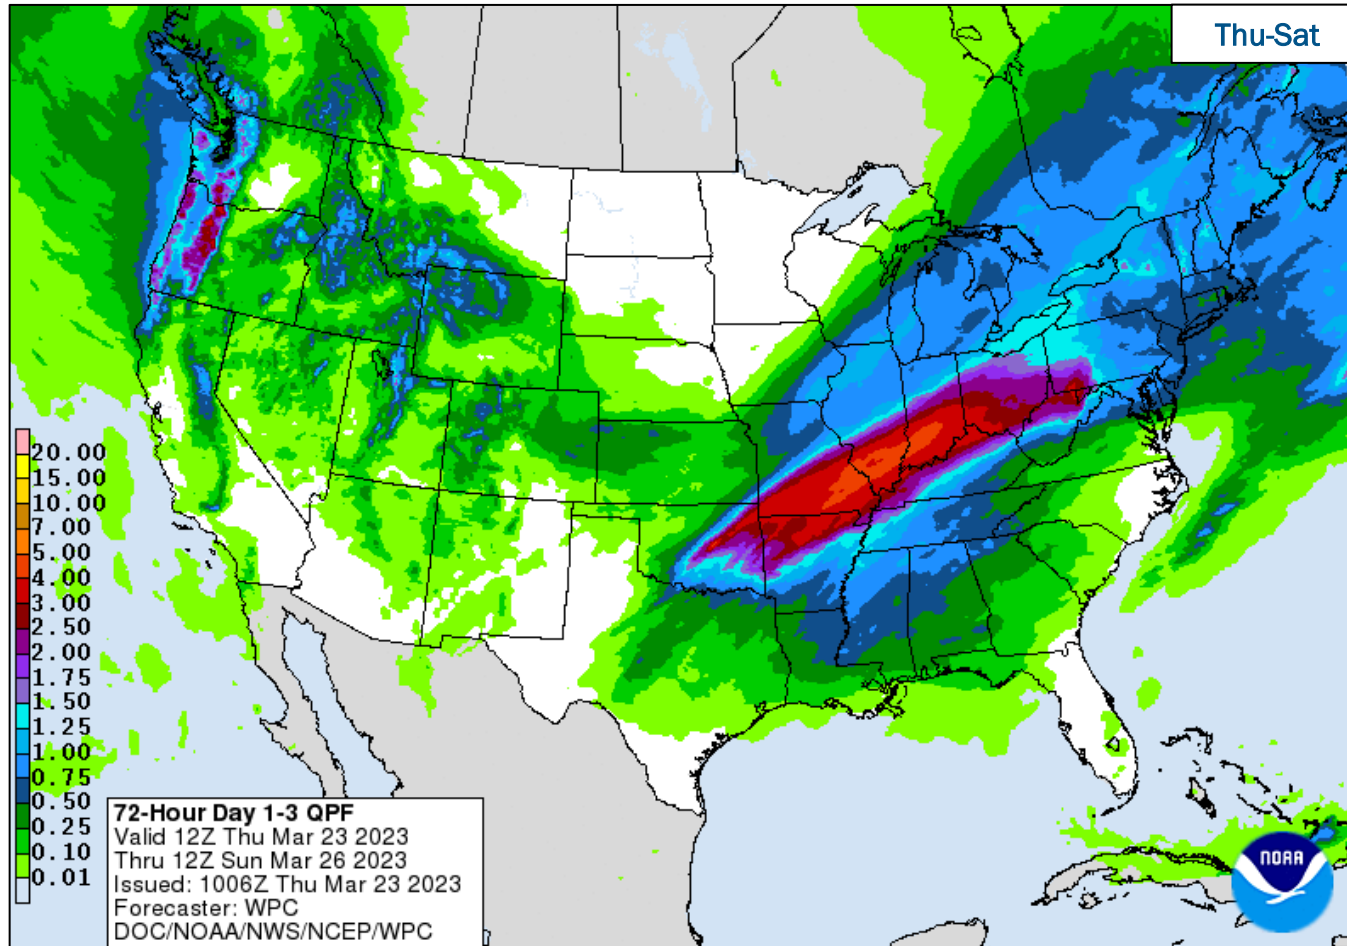 Thu-Sat
20.00
15.00
10.00
7.00
5.00
4.00
3.00
2.50
2.00
1.75
1.50
1.25
1.00
0.75
0.50
0.25
0.10
0.01
72-Hour Day 1-3 QPF
Valid 12Z Thu Mar 23 2023
Thru 12Z Sun Mar 26 2023
Issued: 1006Z Thu Mar 23 2023
Forecaster: WPC
DOC/NOAA/NWS/NCEP/WPC
NOAA